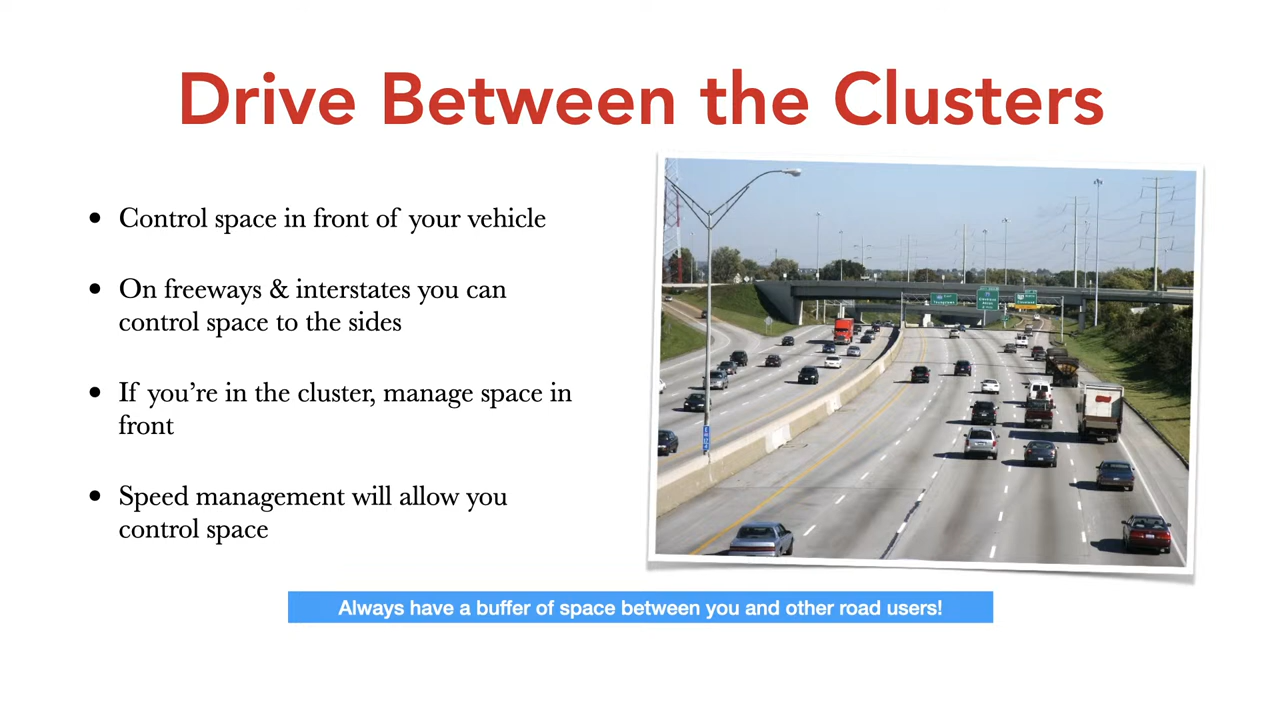 Drive Between the Clusters
• Control space in front of your vehicle
• On freeways & interstates you can
control space to the sides
• If you’re in the cluster, manage space in
front
• Speed management will allow you
control space
Always have a buffer of space between you and other road users!